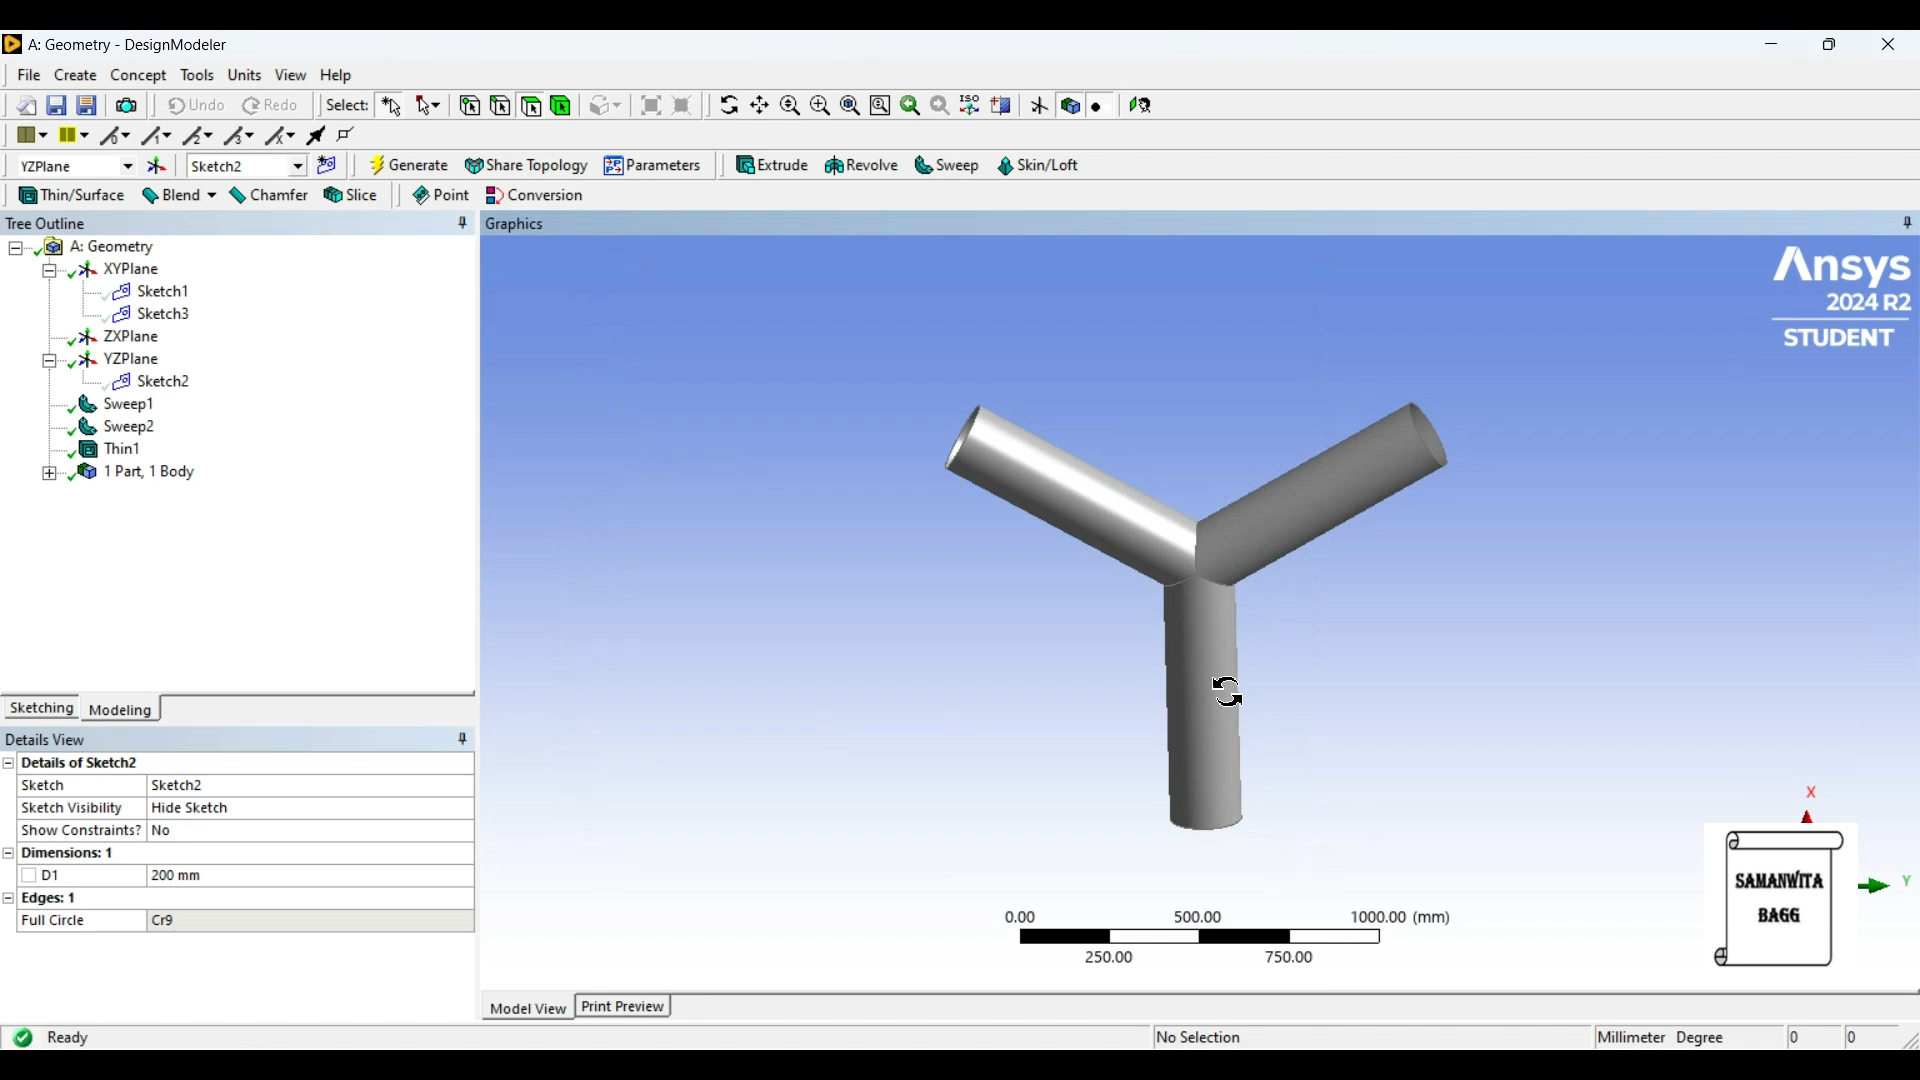 A: Geometry - DesignModeler
File Create Concept Tools Units View Help
Undo Redo Select: ISO
YZPlane Sketch2 Generate Share Topology Parameters Extrude Revolve Sweep Skin/Loft
Thin/Surface Blend Chamfer Slice Point Conversion
Tree Outline
A: Geometry
XYPlane
Sketch1
Sketch3
ZXPlane
YZPlane
Sketch2
Sweep1
Sweep2
Thin1
1 Part, 1 Body
Sketching Modeling
Details View
Details of Sketch2
Sketch Sketch2
Sketch Visibility Hide Sketch
Show Constraints? No
Dimensions: 1
D1 200 mm
Edges: 1
Full Circle Cr9
Graphics
Ansys
2024 R2
STUDENT
X
Y
SAMANWITA
BAGG
0.00 500.00 1000.00 (mm)
250.00 750.00
Model View Print Preview
Ready No Selection Millimeter Degree 0 0